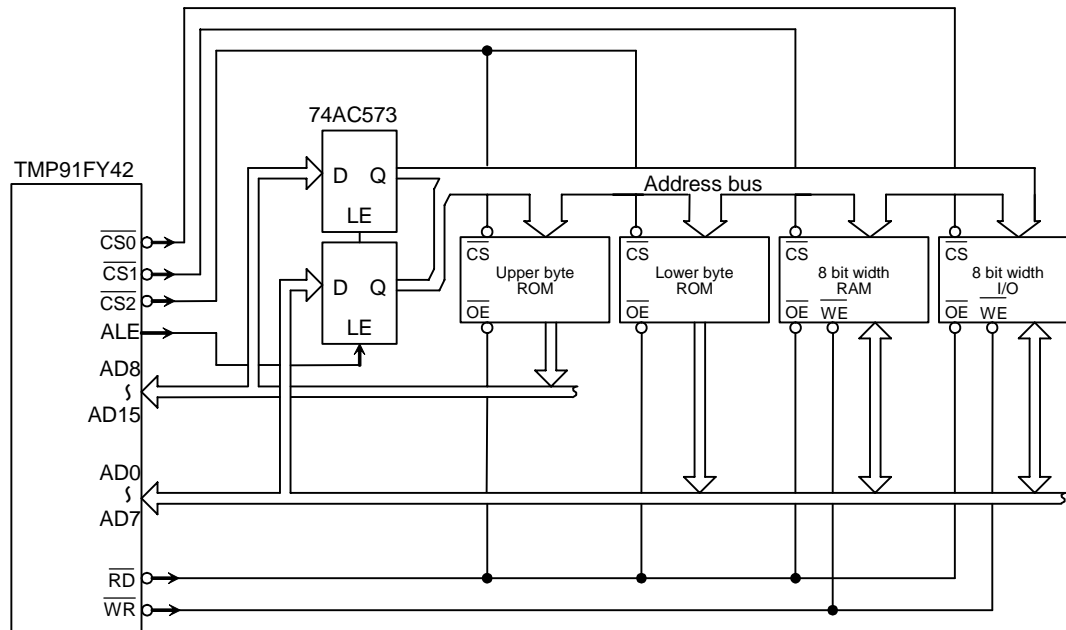 74AC573
TMP91FY42
D Q
LE
Address bus
CS0
CS1
CS2
ALE
AD8
~
AD15
AD0
~
AD7
RD
WR
D Q
LE
CS
Upper byte
ROM
OE
CS
Lower byte
ROM
OE
CS
8 bit width
RAM
OE WE
CS
8 bit width
I/O
OE WE